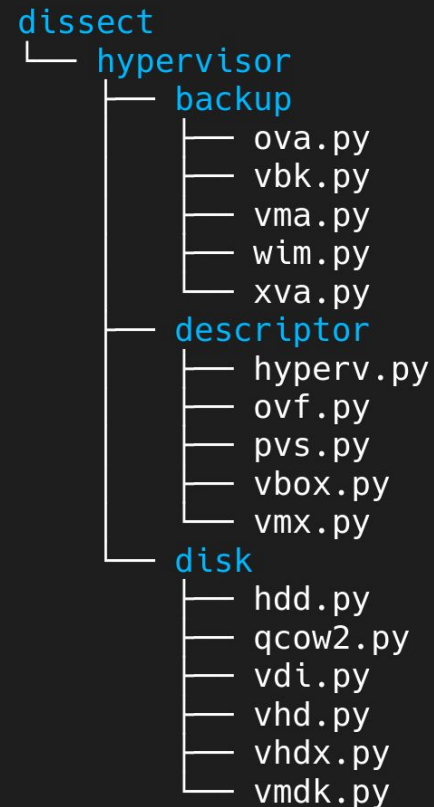 dissect
└── hypervisor
    ├── backup
    │   ├── ova.py
    │   ├── vbk.py
    │   ├── vma.py
    │   ├── wim.py
    │   └── xva.py
    ├── descriptor
    │   ├── hyperv.py
    │   ├── ovf.py
    │   ├── pvs.py
    │   ├── vbox.py
    │   └── vmx.py
    └── disk
        ├── hdd.py
        ├── qcow2.py
        ├── vdi.py
        ├── vhd.py
        ├── vhdx.py
        └── vmdk.py